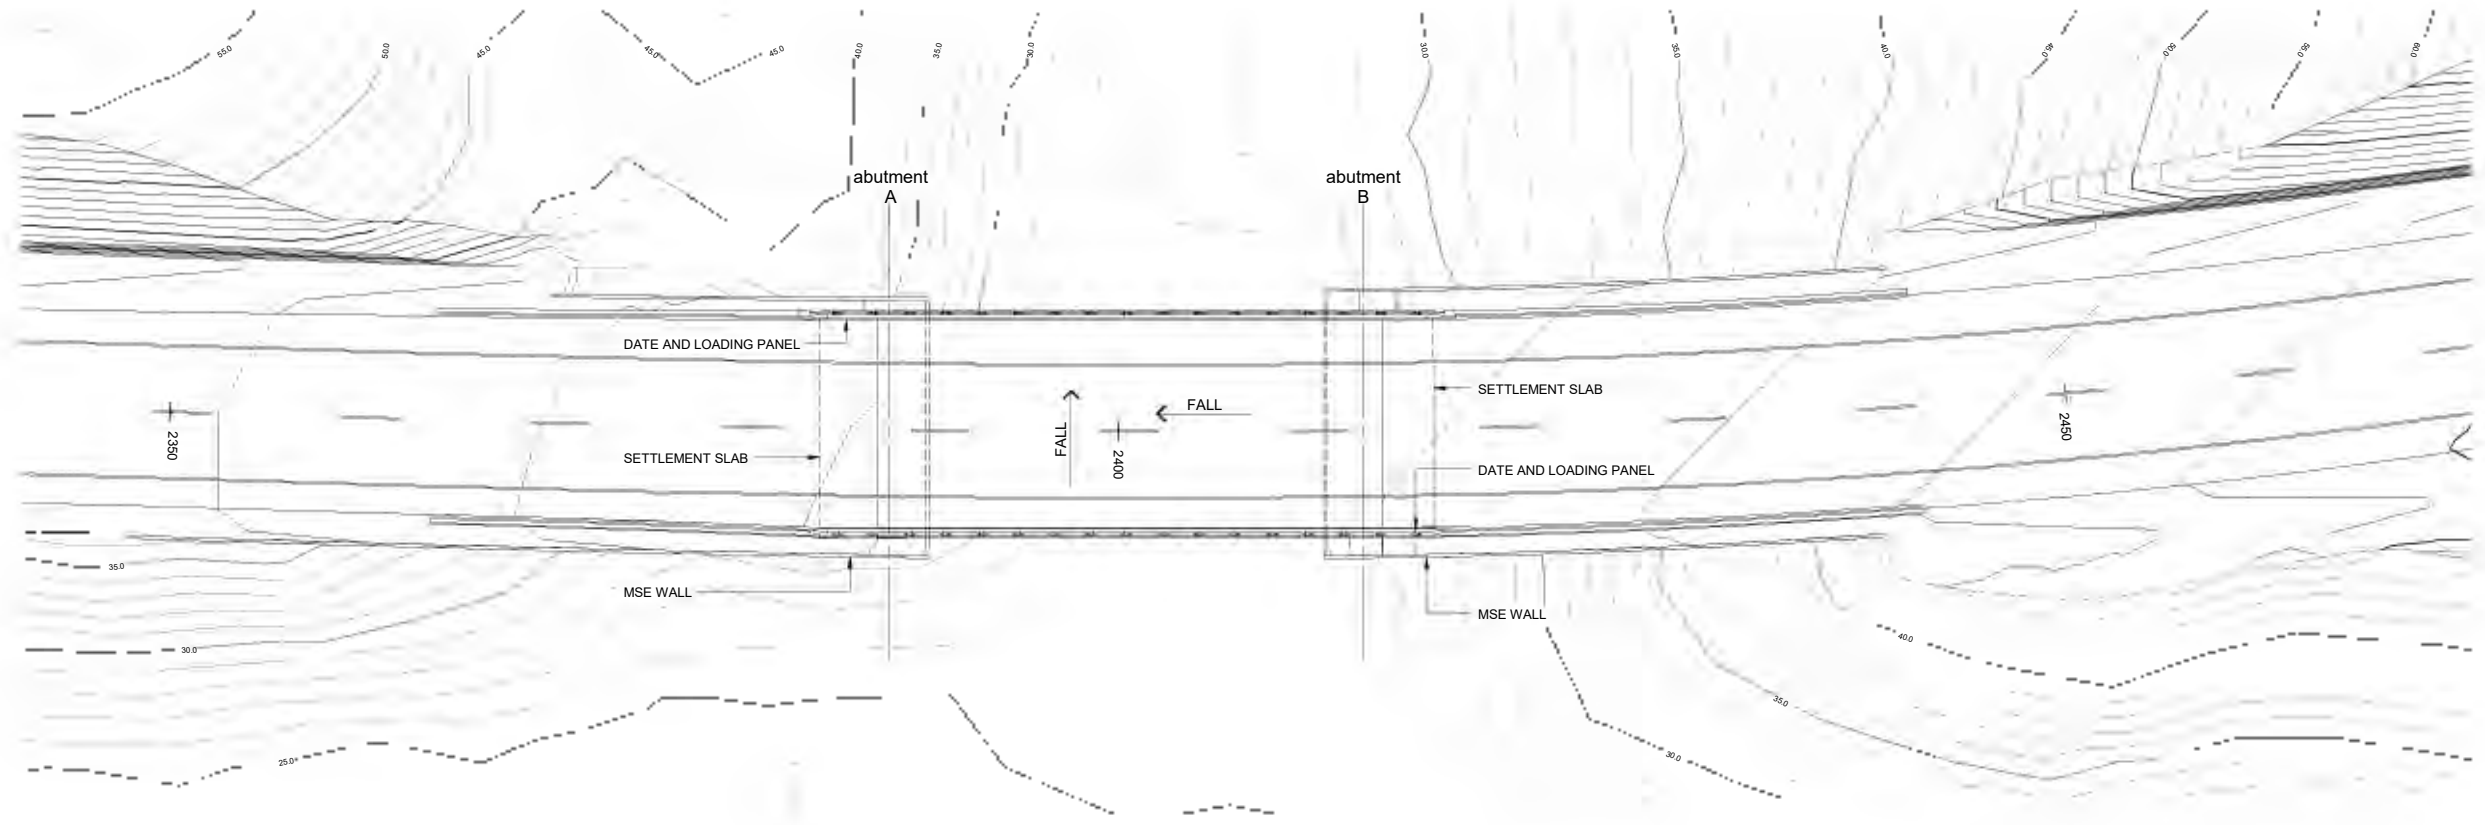 55.0
50.0
45.0
45.0
45.0
40.0
35.0
30.0
30.0
35.0
40.0
45.0
50.0
55.0
60.0
abutment
A
abutment
B
DATE AND LOADING PANEL
SETTLEMENT SLAB
FALL
FALL
2350
2400
2450
SETTLEMENT SLAB
DATE AND LOADING PANEL
35.0
MSE WALL
MSE WALL
30.0
40.0
35.0
25.0
30.0